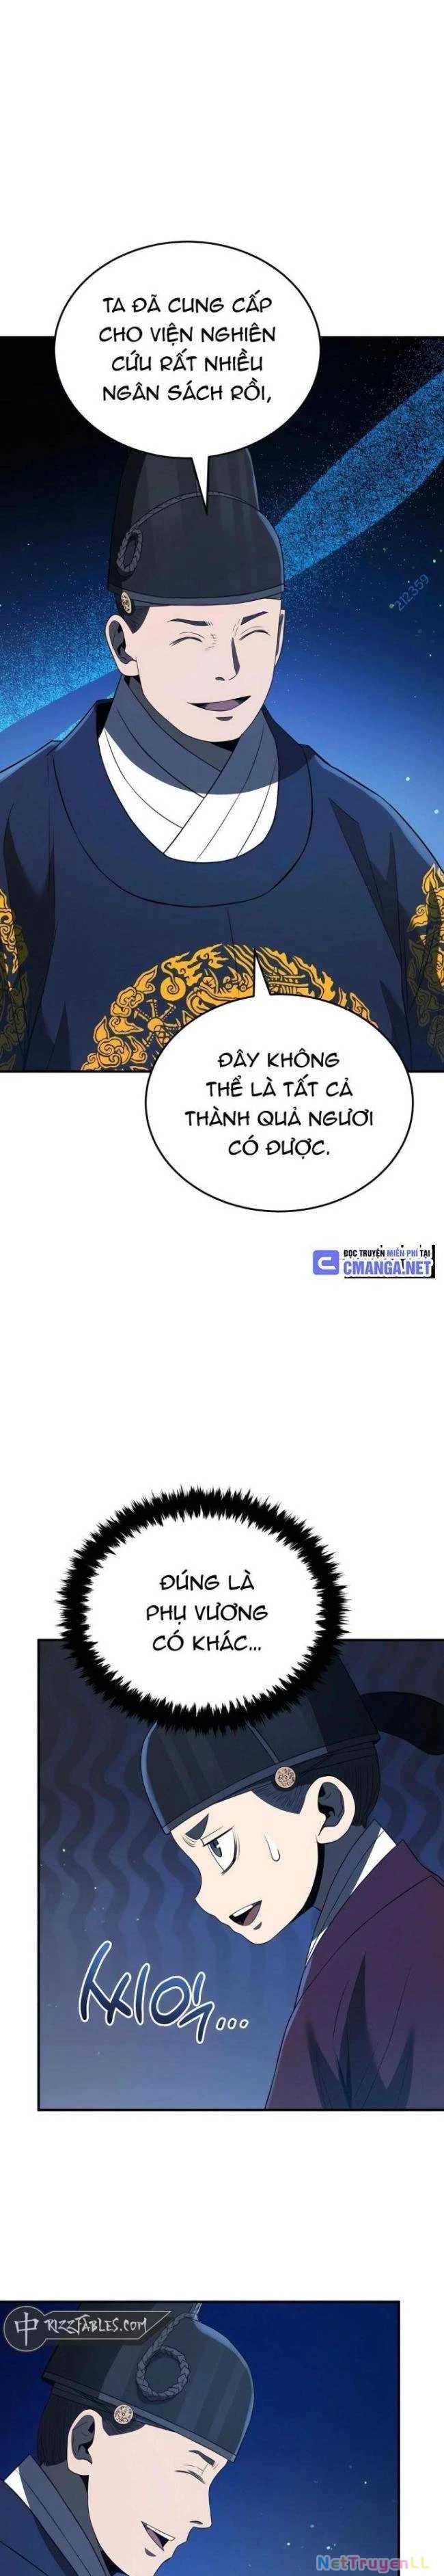 TA ĐÃ CUNG CẤP
CHO VIỆN NGHIÊN
CỨU RẤT NHIỀU
NGÂN SÁCH RỒI,
212359
ĐÂY KHÔNG
THỂ LÀ TẤT CẢ
THÀNH QUẢ NGƯƠI
CÓ ĐƯỢC.
ĐỌC TRUYỆN MIỄN PHÍ TẠI
CMANGA.NET
ĐÚNG LÀ
PHỤ VƯƠNG
CÓ KHÁC...
中 RIZZFABLES.COM
NetTruyenLL